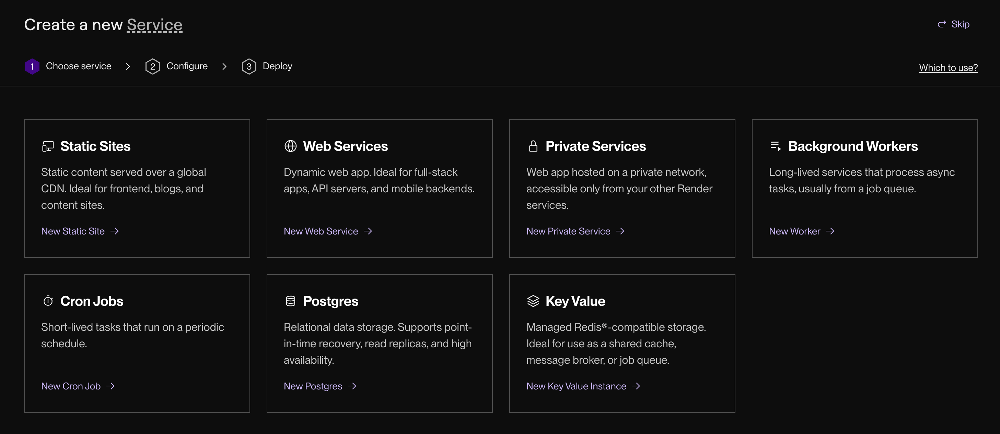 Create a new Service
Skip
1 Choose service
2 Configure
3 Deploy
Which to use?
Static Sites
Static content served over a global
CDN. Ideal for frontend, blogs, and
content sites.
New Static Site
Web Services
Dynamic web app. Ideal for full-stack
apps, API servers, and mobile backends.
New Web Service
Private Services
Web app hosted on a private network,
accessible only from your other Render
services.
New Private Service
Background Workers
Long-lived services that process async
tasks, usually from a job queue.
New Worker
Cron Jobs
Short-lived tasks that run on a periodic
schedule.
New Cron Job
Postgres
Relational data storage. Supports point-
in-time recovery, read replicas, and high
availability.
New Postgres
Key Value
Managed Redis®-compatible storage.
Ideal for use as a shared cache,
message broker, or job queue.
New Key Value Instance